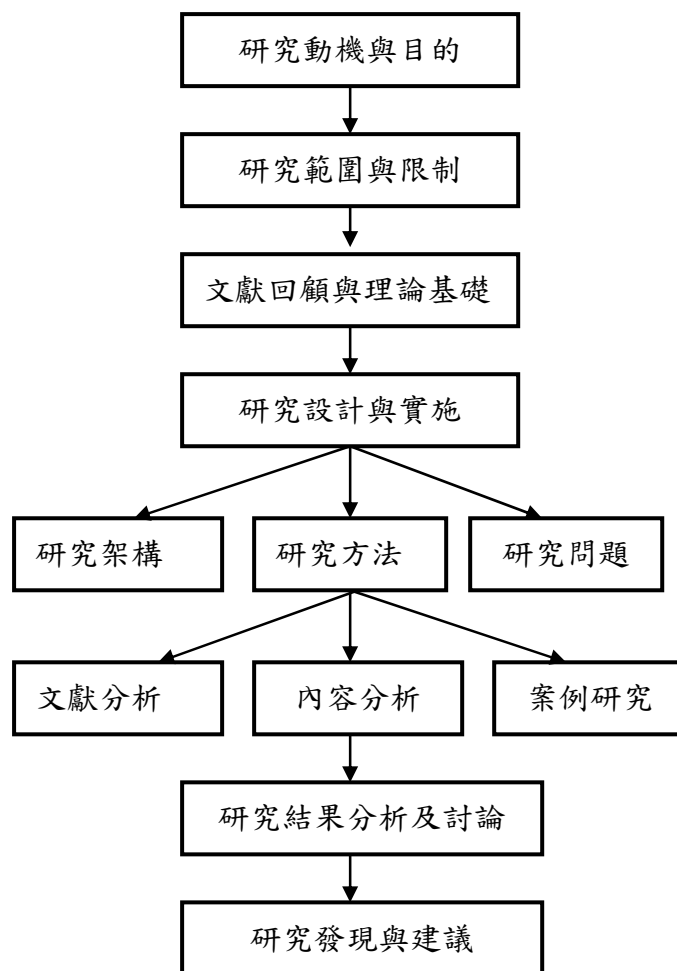 研究動機與目的
研究範圍與限制
文獻回顧與理論基礎
研究設計與實施
研究架構
研究方法
研究問題
文獻分析
內容分析
案例研究
研究結果分析及討論
研究發現與建議